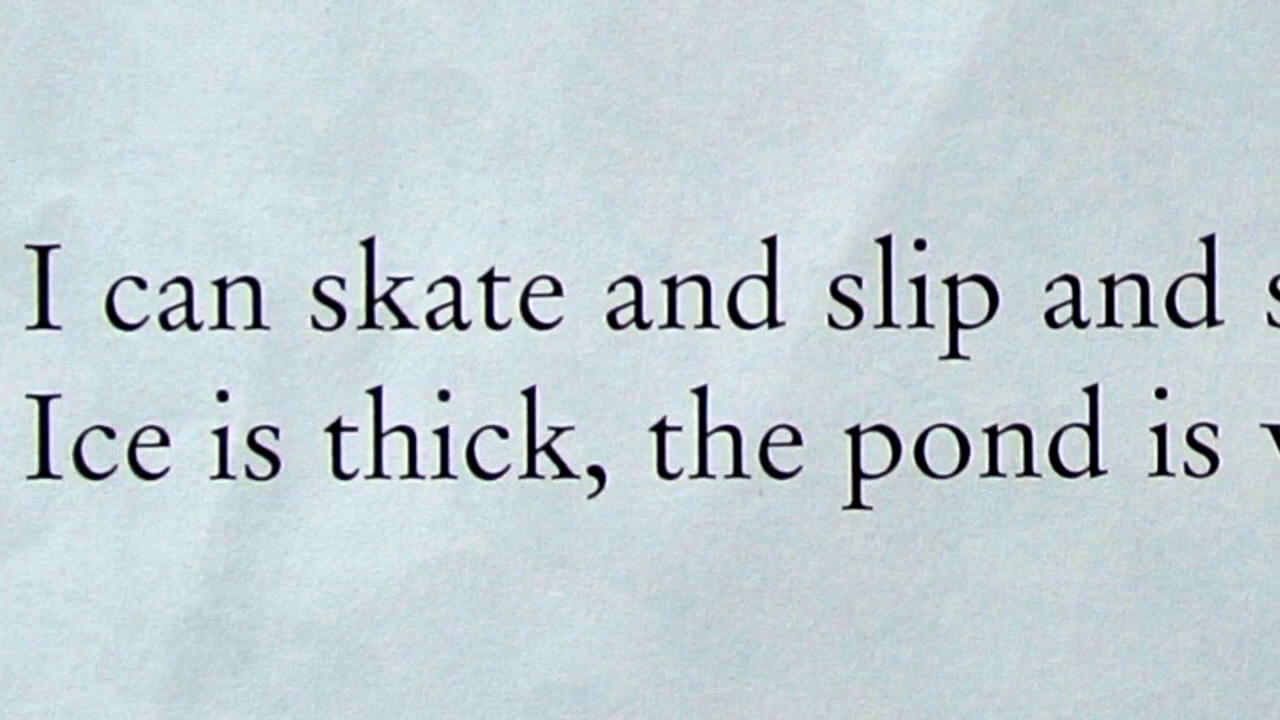 I can skate and slip and s
Ice is thick, the pond is